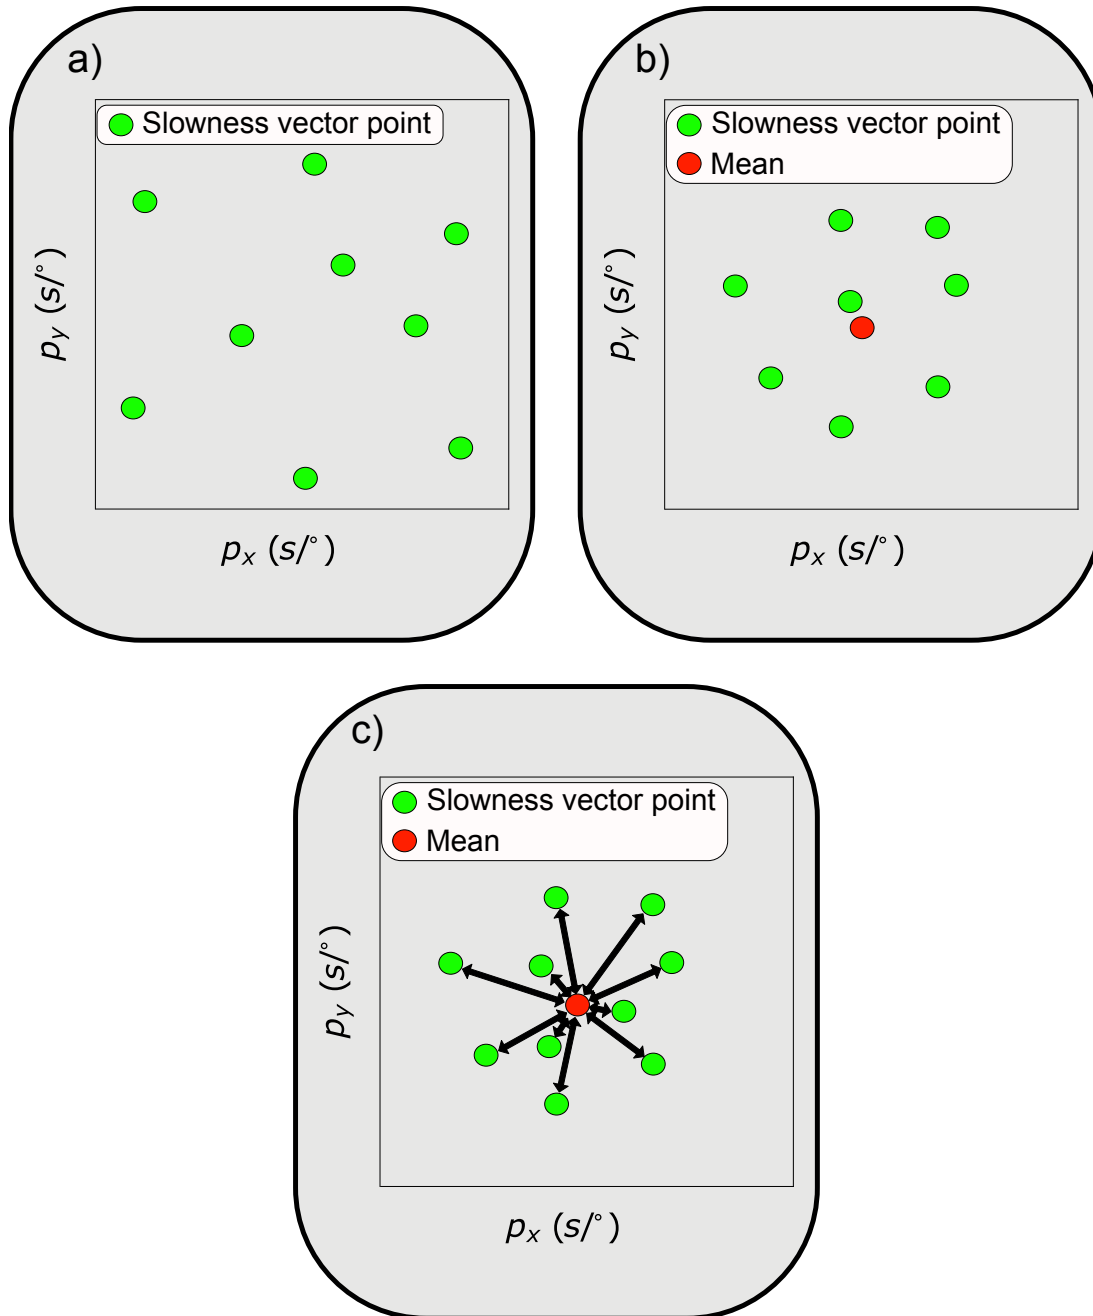 a)
Slowness vector point
p_y (s/°)
p_x (s/°)
b)
Slowness vector point
Mean
p_y (s/°)
p_x (s/°)
c)
Slowness vector point
Mean
p_y (s/°)
p_x (s/°)